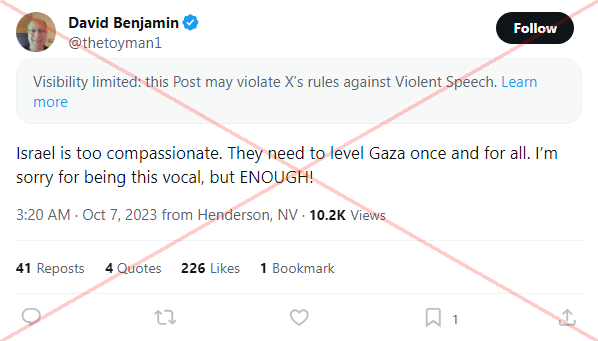 David Benjamin
@thetoyman1
Follow
Visibility limited: this Post may violate X's rules against Violent Speech. Learn
more
Israel is too compassionate. They need to level Gaza once and for all. I'm
sorry for being this vocal, but ENOUGH!
3:20 AM · Oct 7, 2023 from Henderson, NV · 10.2K Views
41 Reposts 4 Quotes 226 Likes 1 Bookmark
1